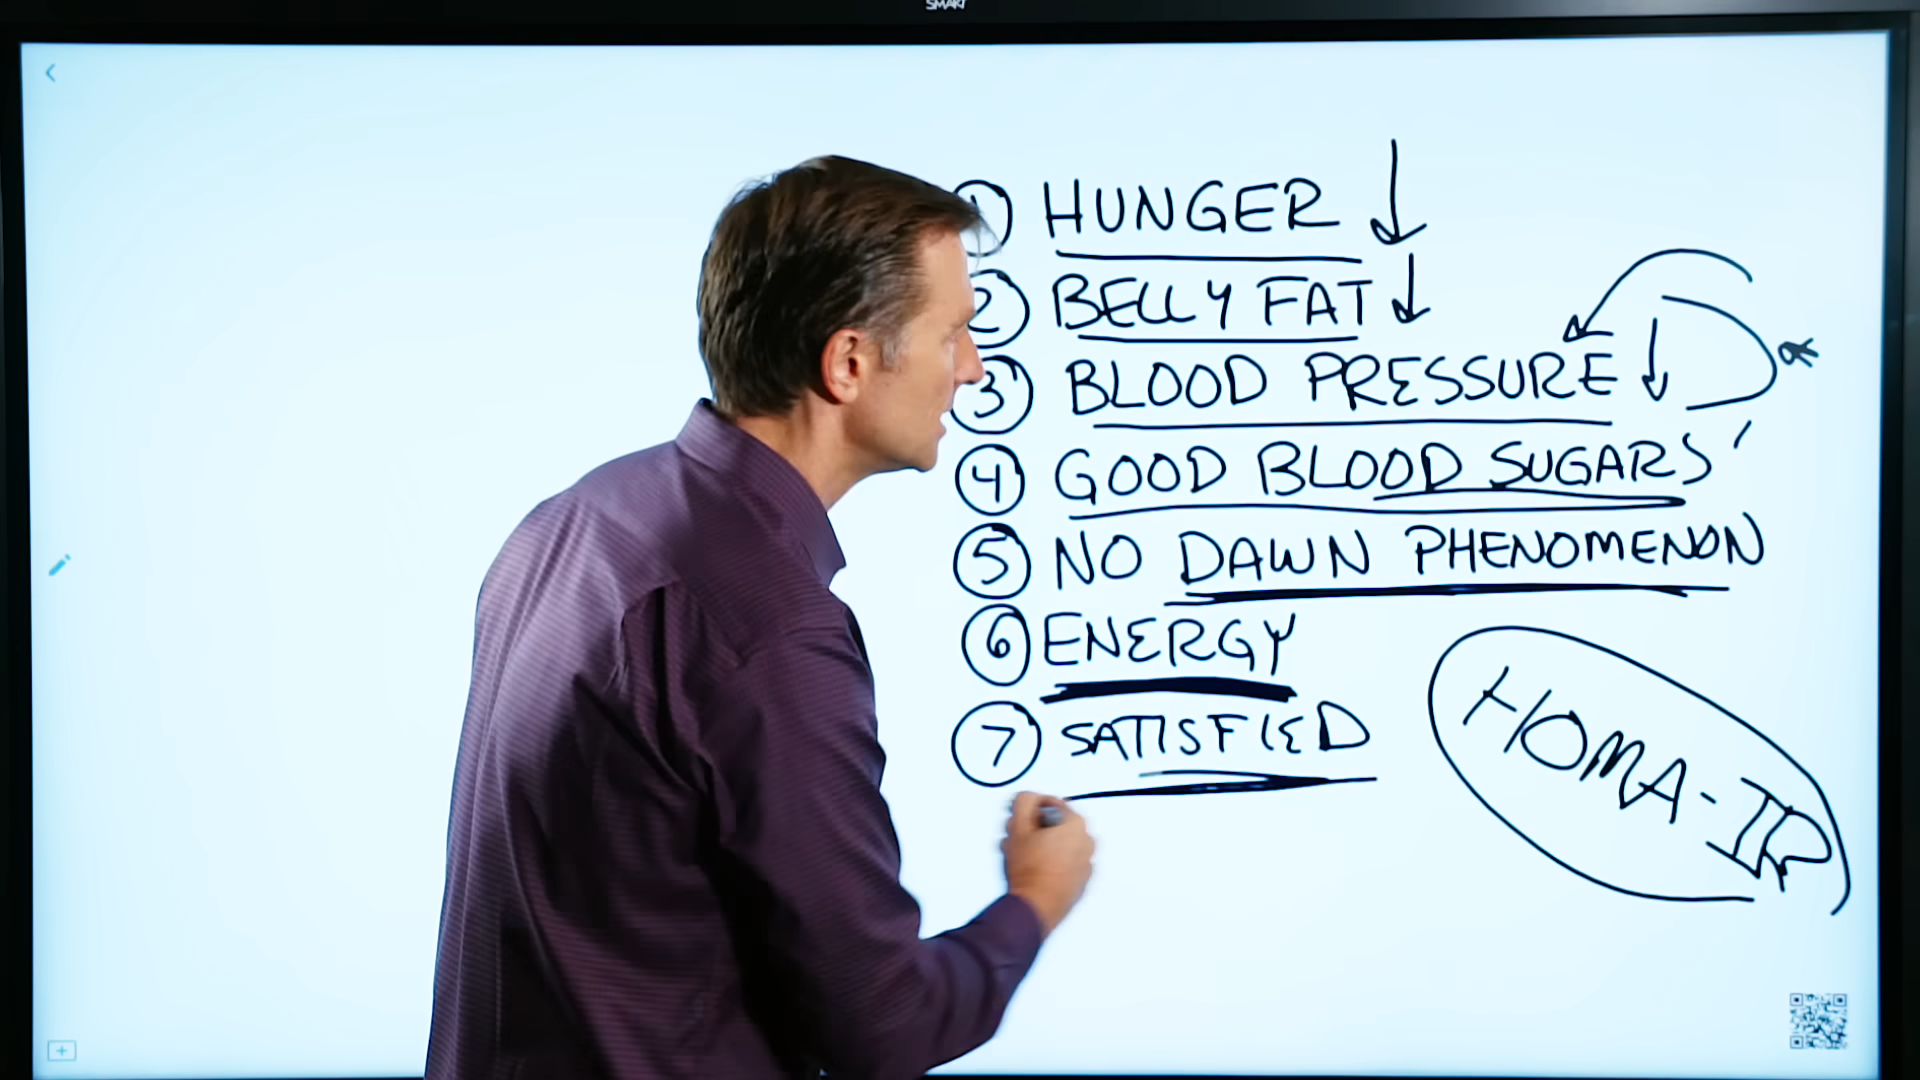 SMART
① HUNGER ↓
② BELLY FAT ↓
③ BLOOD PRESSURE ↓
④ GOOD BLOOD SUGARS
⑤ NO DAWN PHENOMENON
⑥ ENERGY
⑦ SATISFIED
HOMA-IR